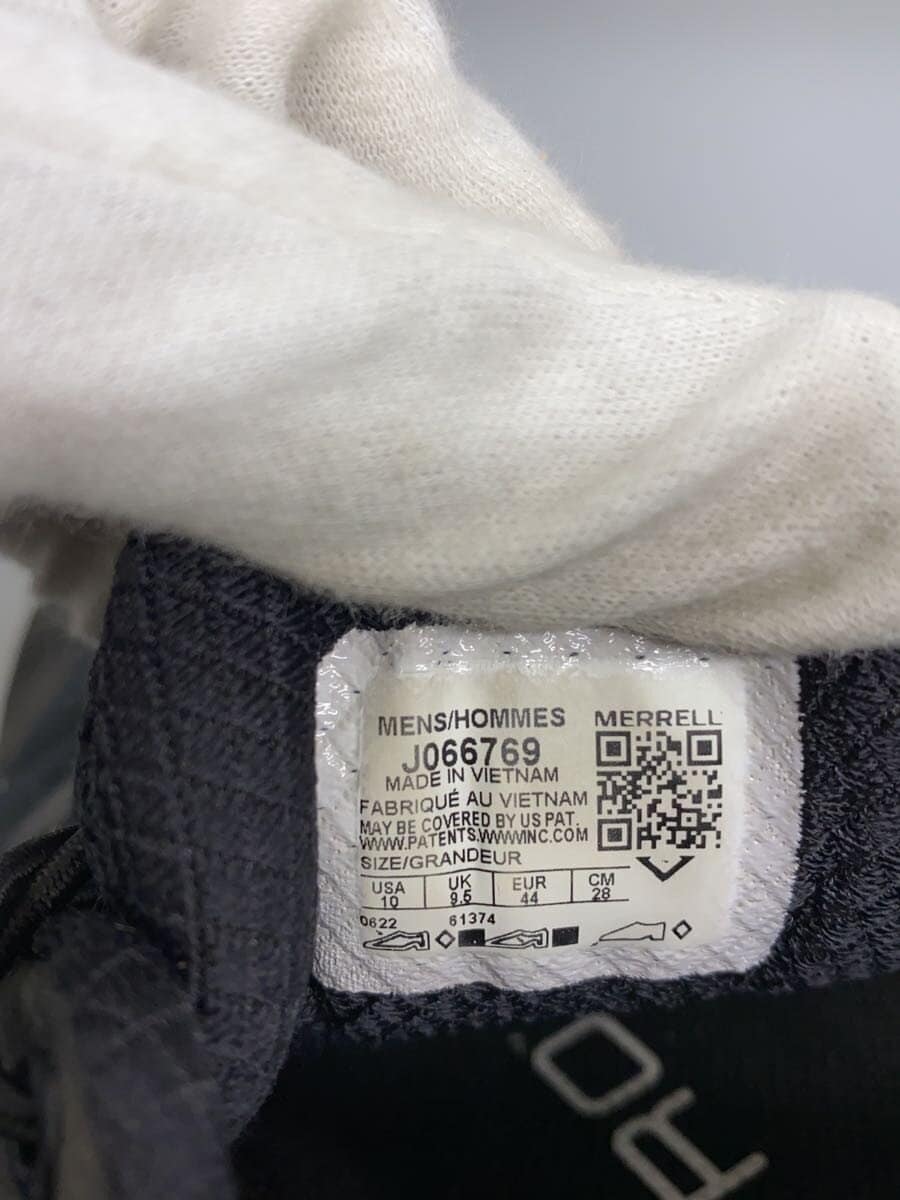 MENS/HOMMES
MERRELL
J066769
MADE IN VIETNAM
FABRIQUÉ AU VIETNAM
MAY BE COVERED BY US PAT.
WWW.PATENTS.WWWINC.COM
SIZE/GRANDEUR
USA UK EUR CM
10 9.5 44 28
0622 61374
RO